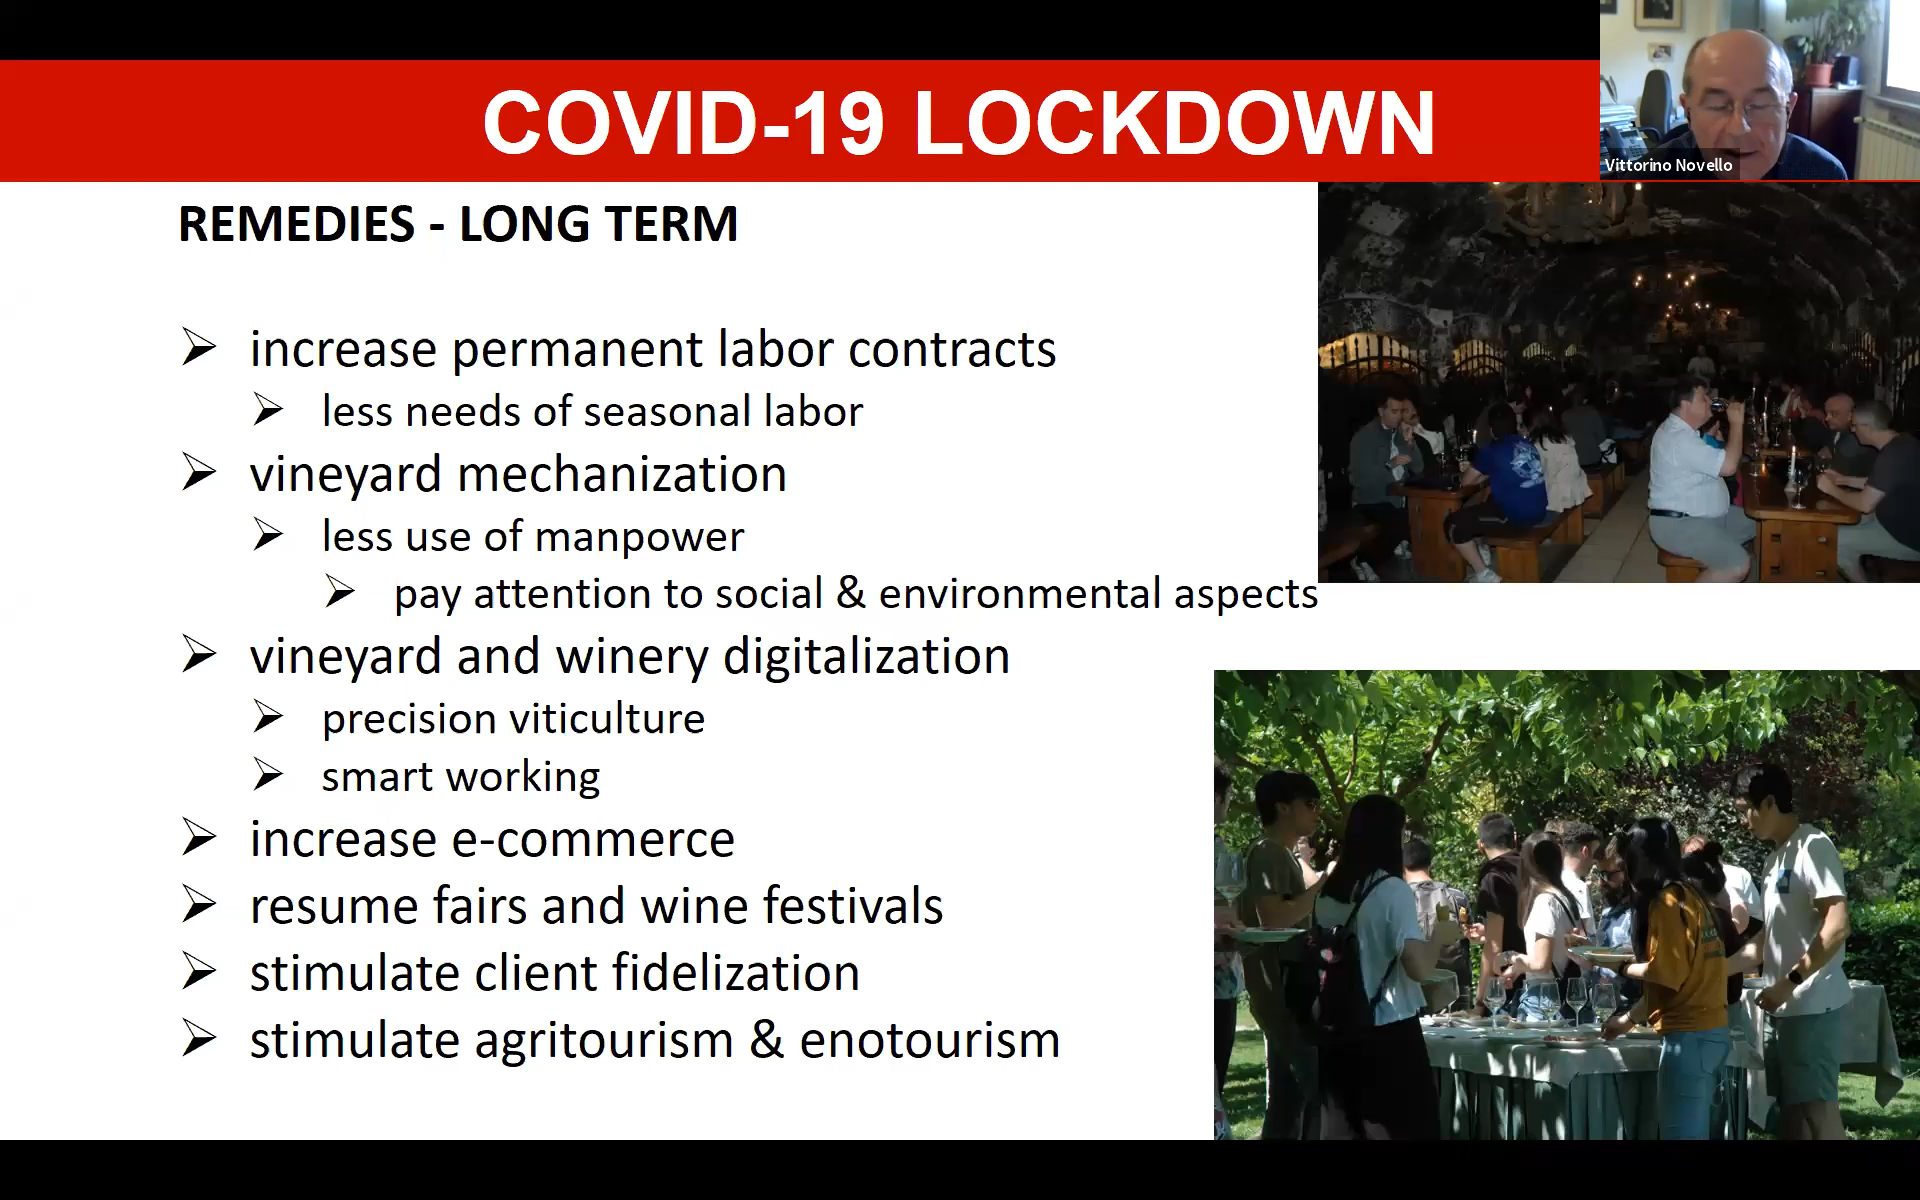 COVID-19 LOCKDOWN
Vittorino Novello
REMEDIES - LONG TERM
increase permanent labor contracts
less needs of seasonal labor
vineyard mechanization
less use of manpower
pay attention to social & environmental aspects
vineyard and winery digitalization
precision viticulture
smart working
increase e-commerce
resume fairs and wine festivals
stimulate client fidelization
stimulate agritourism & enotourism